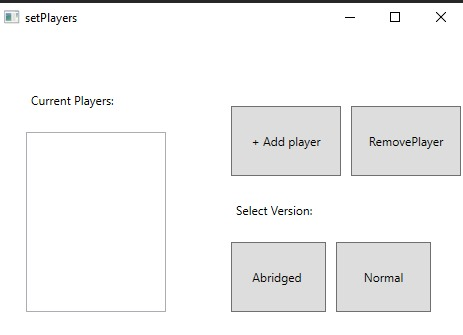 setPlayers
Current Players:
+ Add player
RemovePlayer
Select Version:
Abridged
Normal